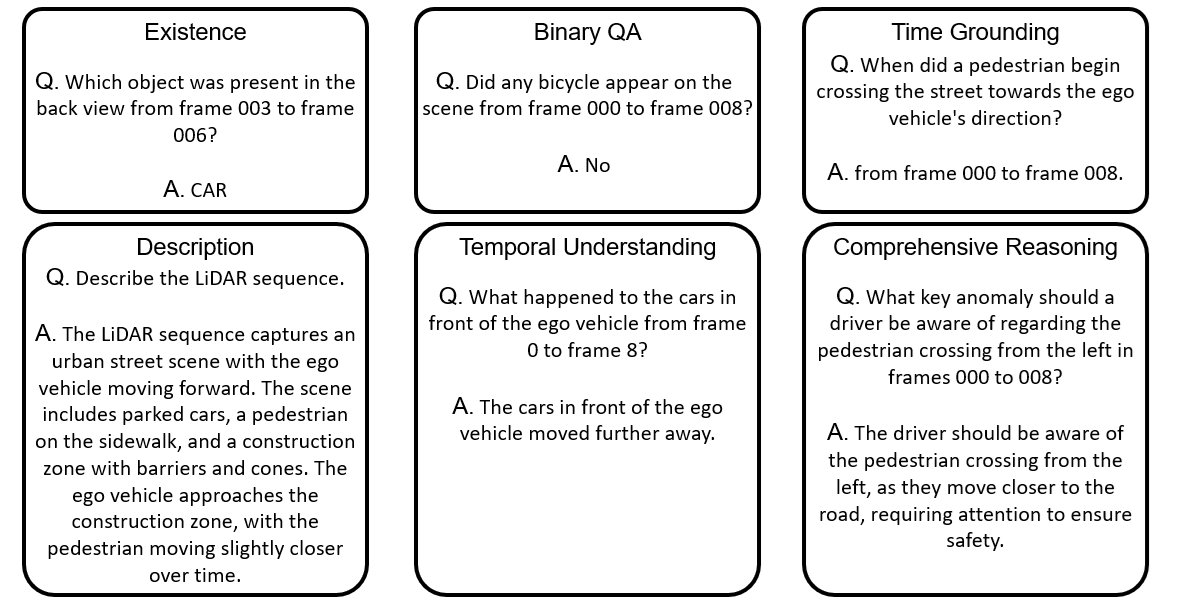 Existence
Q. Which object was present in the
back view from frame 003 to frame
006?
A. CAR
Binary QA
Q. Did any bicycle appear on the
scene from frame 000 to frame 008?
A. No
Time Grounding
Q. When did a pedestrian begin
crossing the street towards the ego
vehicle's direction?
A. from frame 000 to frame 008.
Description
Q. Describe the LiDAR sequence.
A. The LiDAR sequence captures an
urban street scene with the ego
vehicle moving forward. The scene
includes parked cars, a pedestrian
on the sidewalk, and a construction
zone with barriers and cones. The
ego vehicle approaches the
construction zone, with the
pedestrian moving slightly closer
over time.
Temporal Understanding
Q. What happened to the cars in
front of the ego vehicle from frame
0 to frame 8?
A. The cars in front of the ego
vehicle moved further away.
Comprehensive Reasoning
Q. What key anomaly should a
driver be aware of regarding the
pedestrian crossing from the left in
frames 000 to 008?
A. The driver should be aware of
the pedestrian crossing from the
left, as they move closer to the
road, requiring attention to ensure
safety.